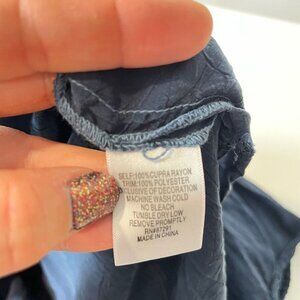 SELF:100% CUPRA RAYON
TRIM:100% POLYESTER
EXCLUSIVE OF DECORATION
MACHINE WASH COLD
NO BLEACH
TUMBLE DRY LOW
REMOVE PROMPTLY
RN#87291
MADE IN CHINA